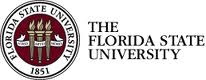 FLORIDA STATE UNIVERSITY
1851
THE
FLORIDA STATE
UNIVERSITY